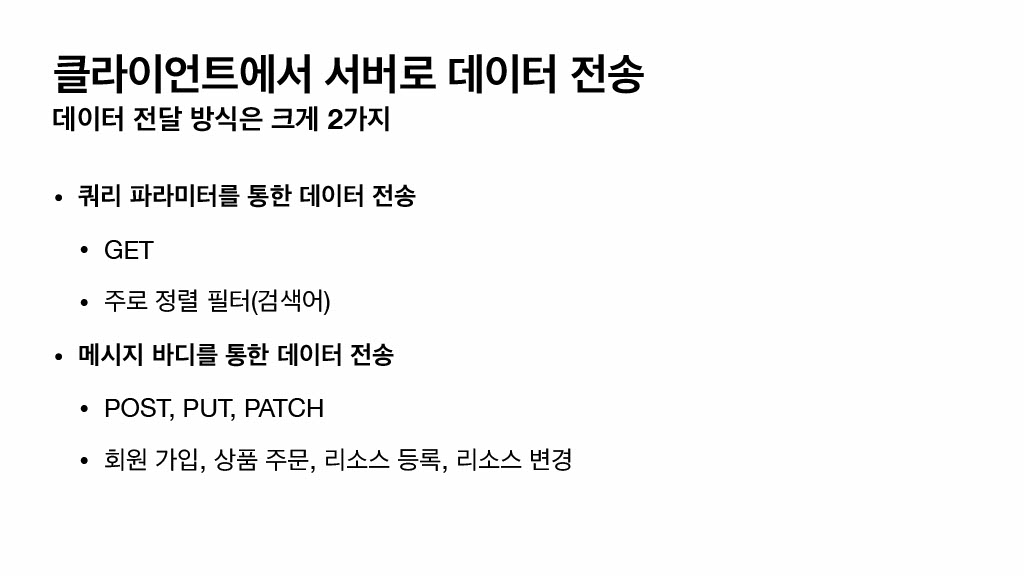 클라이언트에서 서버로 데이터 전송
데이터 전달 방식은 크게 2가지
• 쿼리 파라미터를 통한 데이터 전송
• GET
• 주로 정렬 필터(검색어)
• 메시지 바디를 통한 데이터 전송
• POST, PUT, PATCH
• 회원 가입, 상품 주문, 리소스 등록, 리소스 변경